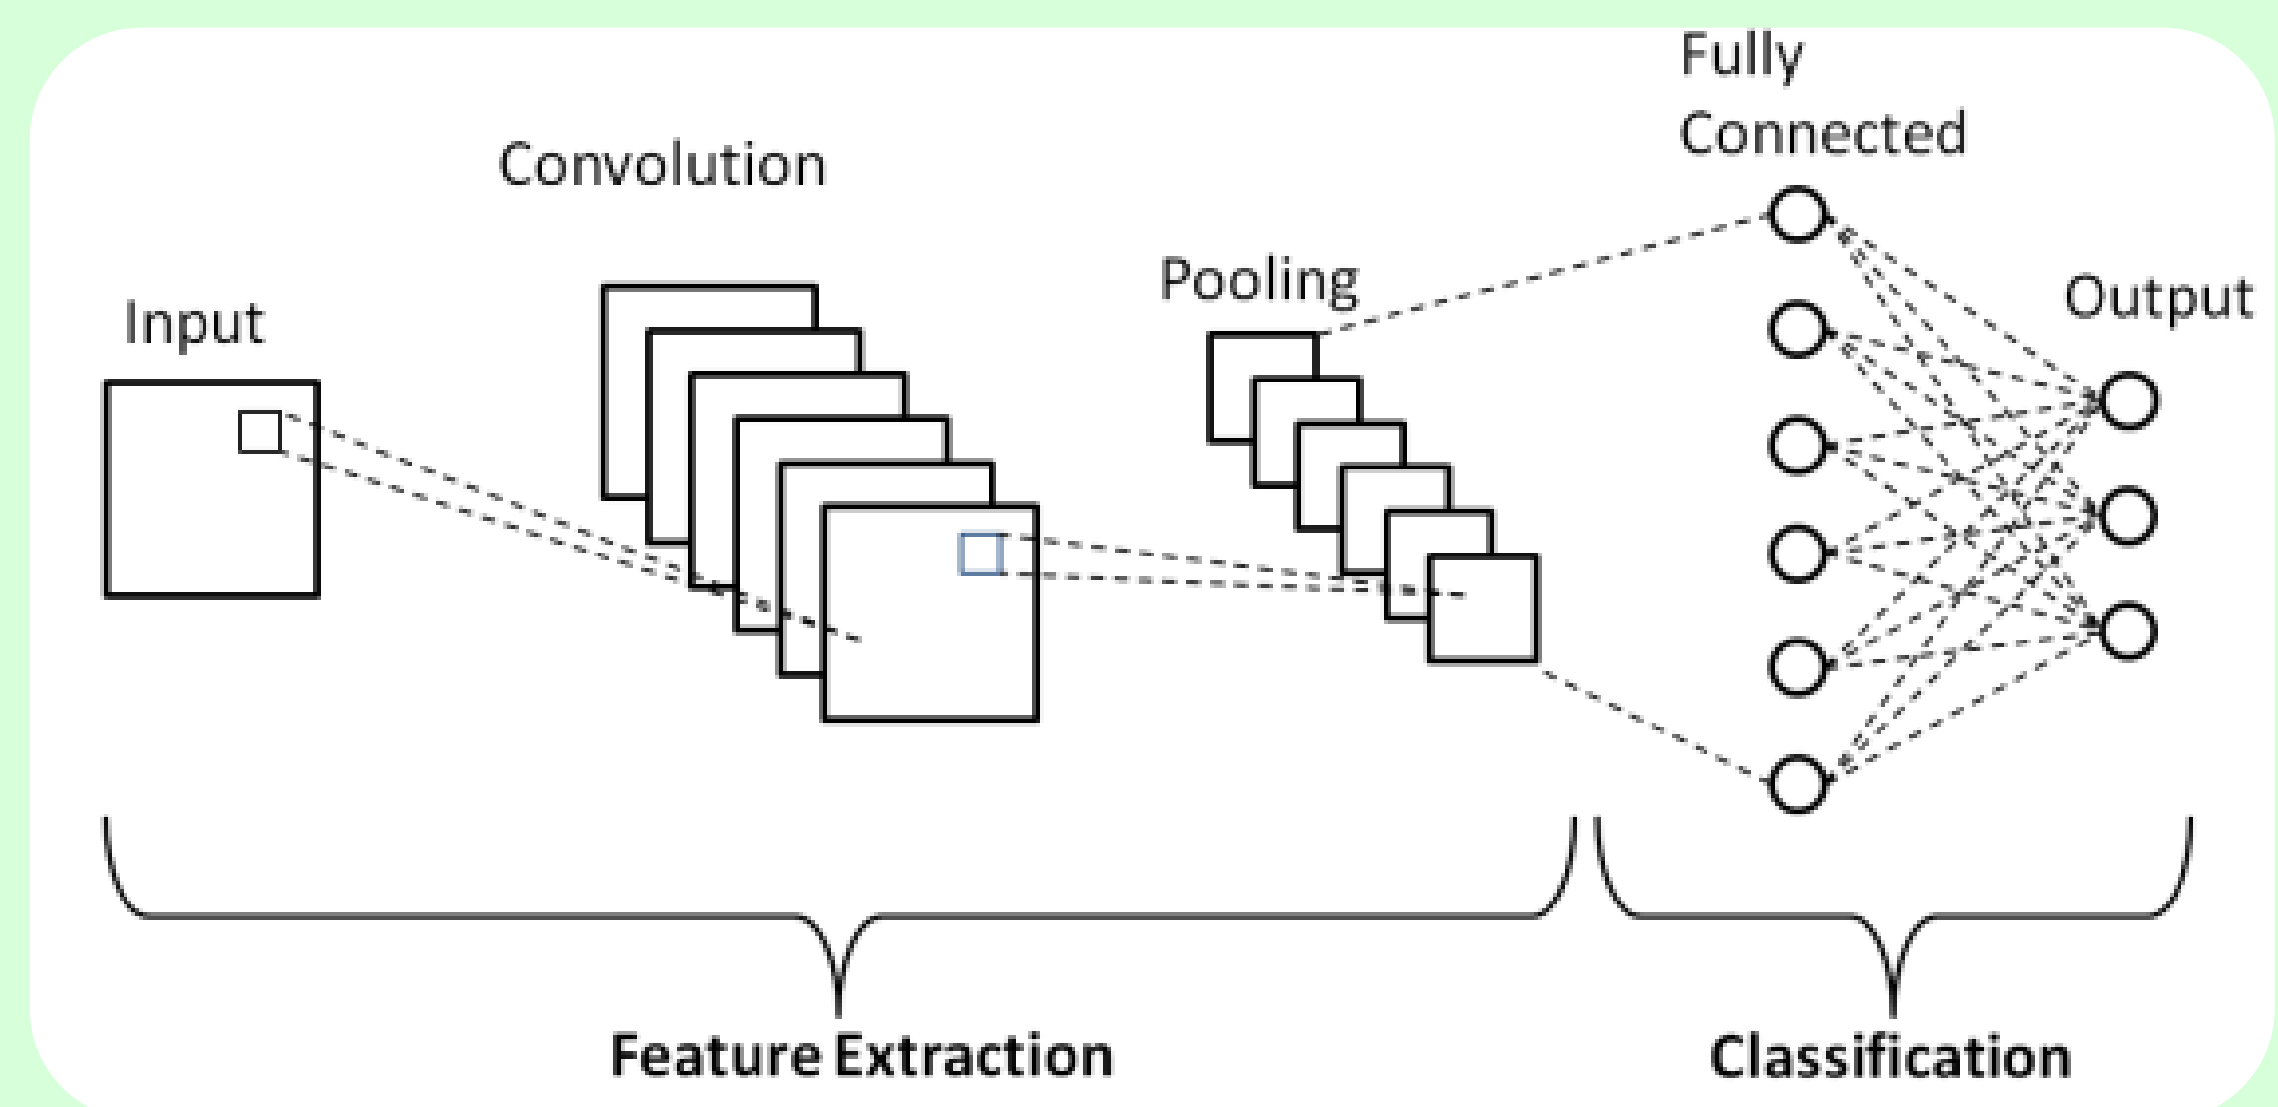 Fully
Connected
Convolution
Pooling
Output
Input
Feature Extraction
Classification